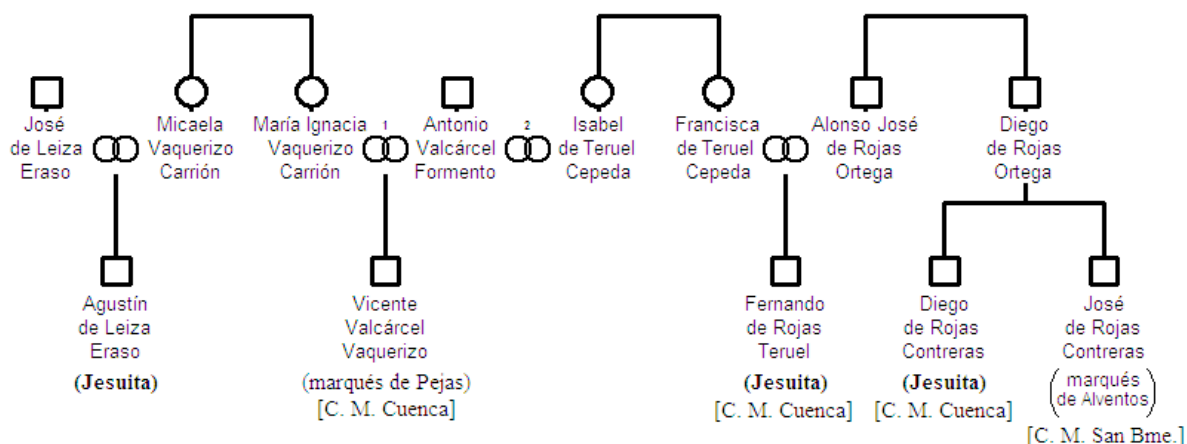 José
de Leiza
Eraso
Micaela
Vaquerizo
Carrión
María Ignacia
Vaquerizo
Carrión
1
Antonio
Valcárcel
Formento
2
Isabel
de Teruel
Cepeda
Francisca
de Teruel
Cepeda
Alonso José
de Rojas
Ortega
Diego
de Rojas
Ortega
Agustín
de Leiza
Eraso
(Jesuita)
Vicente
Valcárcel
Vaquerizo
(marqués de Pejas)
[C. M. Cuenca]
Fernando
de Rojas
Teruel
(Jesuita)
[C. M. Cuenca]
Diego
de Rojas
Contreras
(Jesuita)
[C. M. Cuenca]
José
de Rojas
Contreras
(marqués
de Alventos)
[C. M. San Bme.]